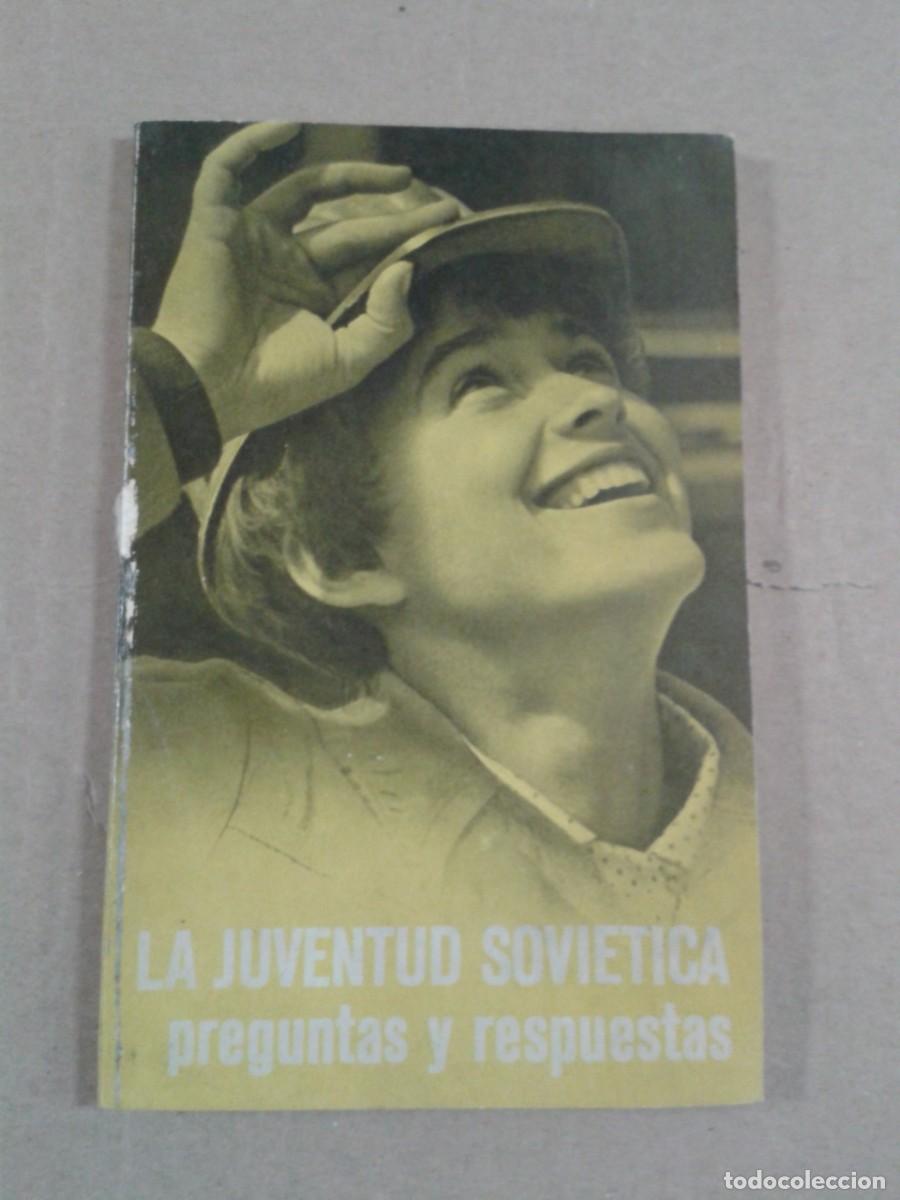 LA JUVENTUD SOVIETICA
preguntas y respuestas
todocoleccion